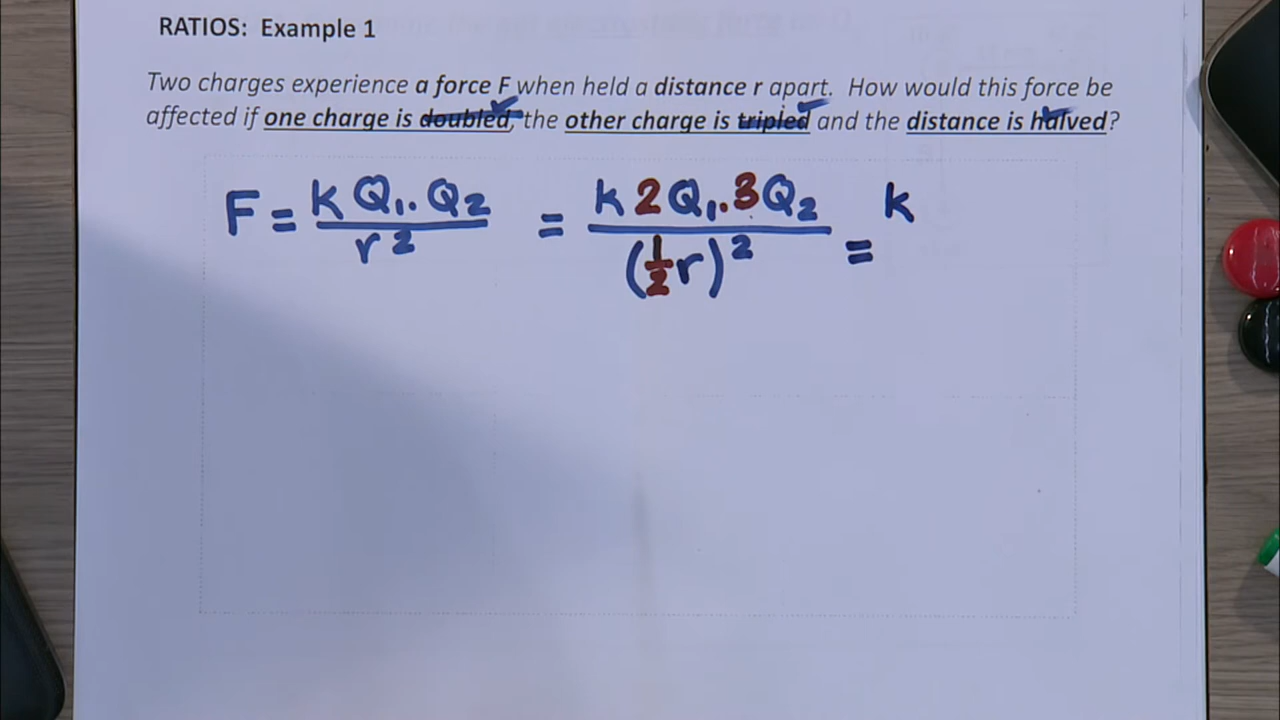 RATIOS: Example 1
Two charges experience a force F when held a distance r apart. How would this force be
affected if one charge is doubled, the other charge is tripled and the distance is halved?
F = kQ₁.Q₂/r² = k2Q₁.3Q₂/(½r)² = k